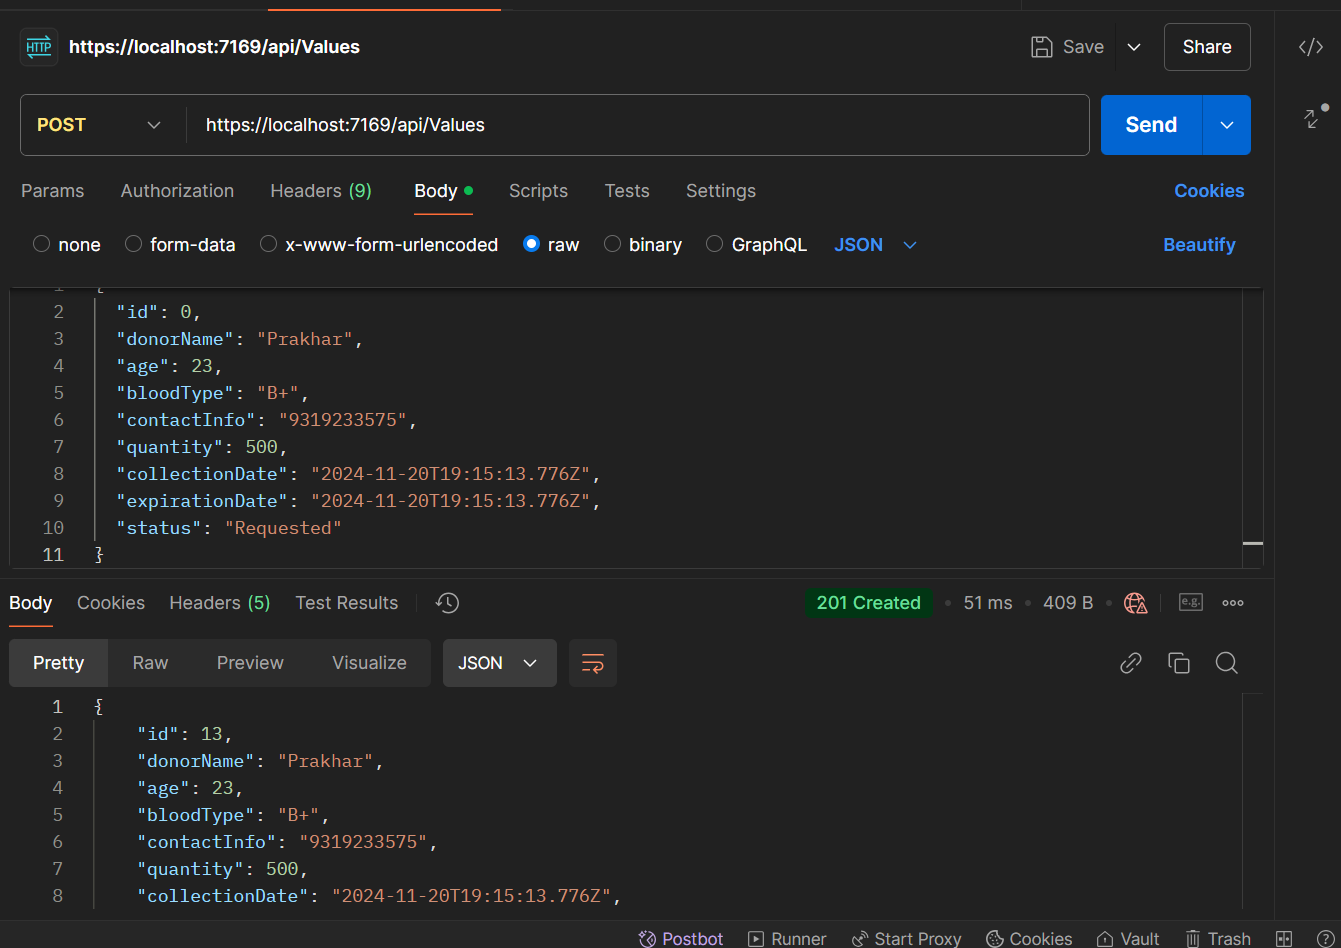 HTTP https://localhost:7169/api/Values Save Share
POST https://localhost:7169/api/Values Send
Params Authorization Headers (9) Body Scripts Tests Settings Cookies
none form-data x-www-form-urlencoded raw binary GraphQL JSON Beautify
2 "id": 0,
3 "donorName": "Prakhar",
4 "age": 23,
5 "bloodType": "B+",
6 "contactInfo": "9319233575",
7 "quantity": 500,
8 "collectionDate": "2024-11-20T19:15:13.776Z",
9 "expirationDate": "2024-11-20T19:15:13.776Z",
10 "status": "Requested"
11 }
Body Cookies Headers (5) Test Results 201 Created • 51 ms • 409 B • e.g.
Pretty Raw Preview Visualize JSON
1 {
2 "id": 13,
3 "donorName": "Prakhar",
4 "age": 23,
5 "bloodType": "B+",
6 "contactInfo": "9319233575",
7 "quantity": 500,
8 "collectionDate": "2024-11-20T19:15:13.776Z",
Postbot Runner Start Proxy Cookies Vault Trash